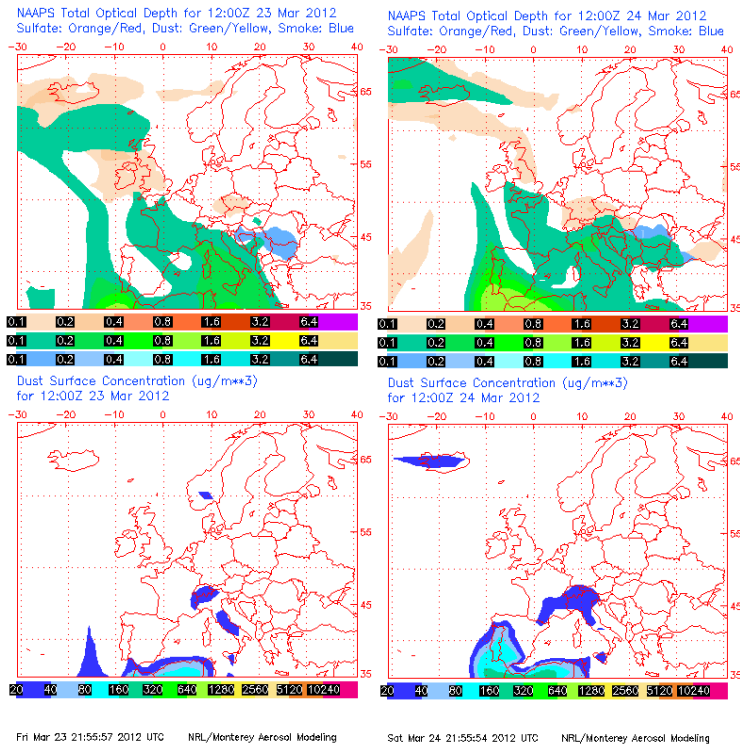 NAAPS Total Optical Depth for 12:00Z 23 Mar 2012
Sulfate: Orange/Red, Dust: Green/Yellow, Smoke: Blue
-30 -20 -10 0 10 20 30 40
65
55
45
35
0.1 0.2 0.4 0.8 1.6 3.2 6.4
0.1 0.2 0.4 0.8 1.6 3.2 6.4
0.1 0.2 0.4 0.8 1.6 3.2 6.4
NAAPS Total Optical Depth for 12:00Z 24 Mar 2012
Sulfate: Orange/Red, Dust: Green/Yellow, Smoke: Blue
-30 -20 -10 0 10 20 30 40
65
55
45
35
0.1 0.2 0.4 0.8 1.6 3.2 6.4
0.1 0.2 0.4 0.8 1.6 3.2 6.4
0.1 0.2 0.4 0.8 1.6 3.2 6.4
Dust Surface Concentration (ug/m**3)
for 12:00Z 23 Mar 2012
-30 -20 -10 0 10 20 30 40
65
55
45
35
20 40 80 160 320 640 1280 2560 5120 10240
Fri Mar 23 21:55:57 2012 UTC NRL/Monterey Aerosol Modeling
Dust Surface Concentration (ug/m**3)
for 12:00Z 24 Mar 2012
-30 -20 -10 0 10 20 30 40
65
55
45
35
20 40 80 160 320 640 1280 2560 5120 10240
Sat Mar 24 21:55:54 2012 UTC NRL/Monterey Aerosol Modeling